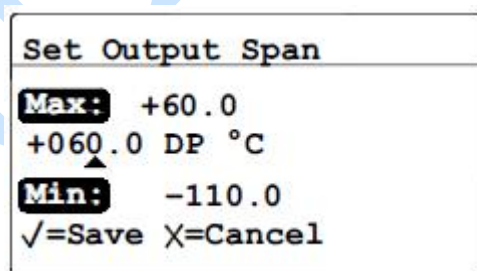 Set Output Span
Max: +60.0
+060.0 DP °C
Min: -110.0
√=Save X=Cancel